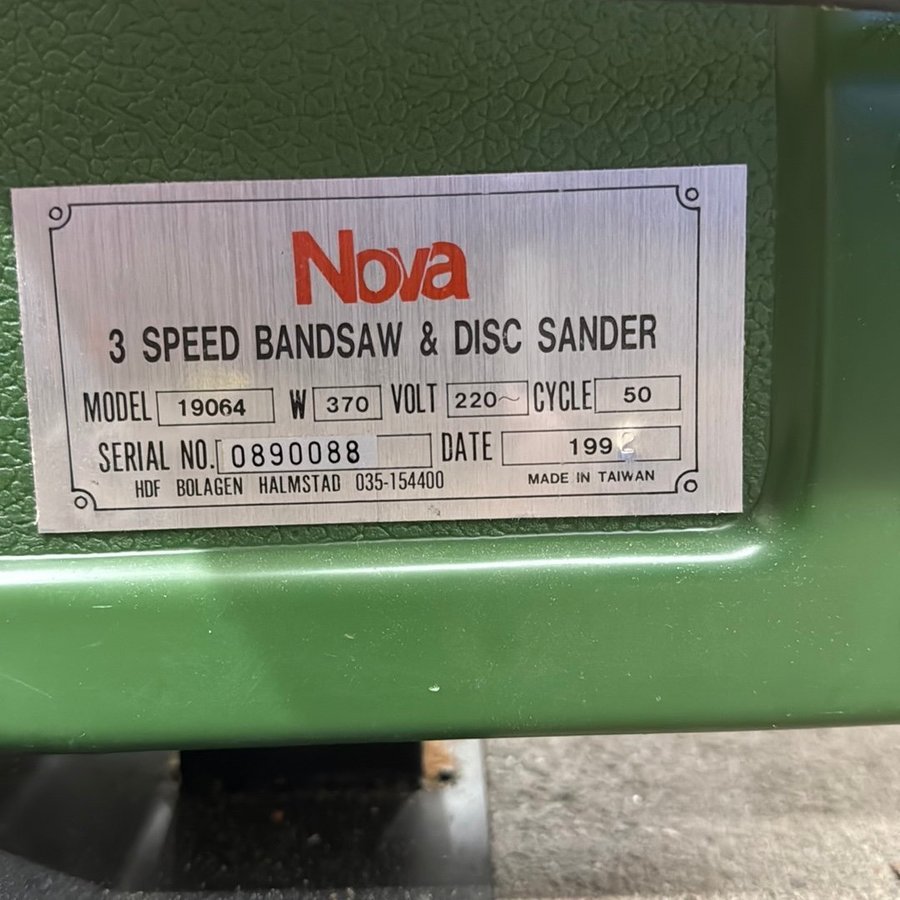 Nova
3 SPEED BANDSAW & DISC SANDER
MODEL 19064 W 370 VOLT 220~ CYCLE 50
SERIAL NO. 0890088 DATE 199
HDF BOLAGEN HALMSTAD 035-154400 MADE IN TAIWAN